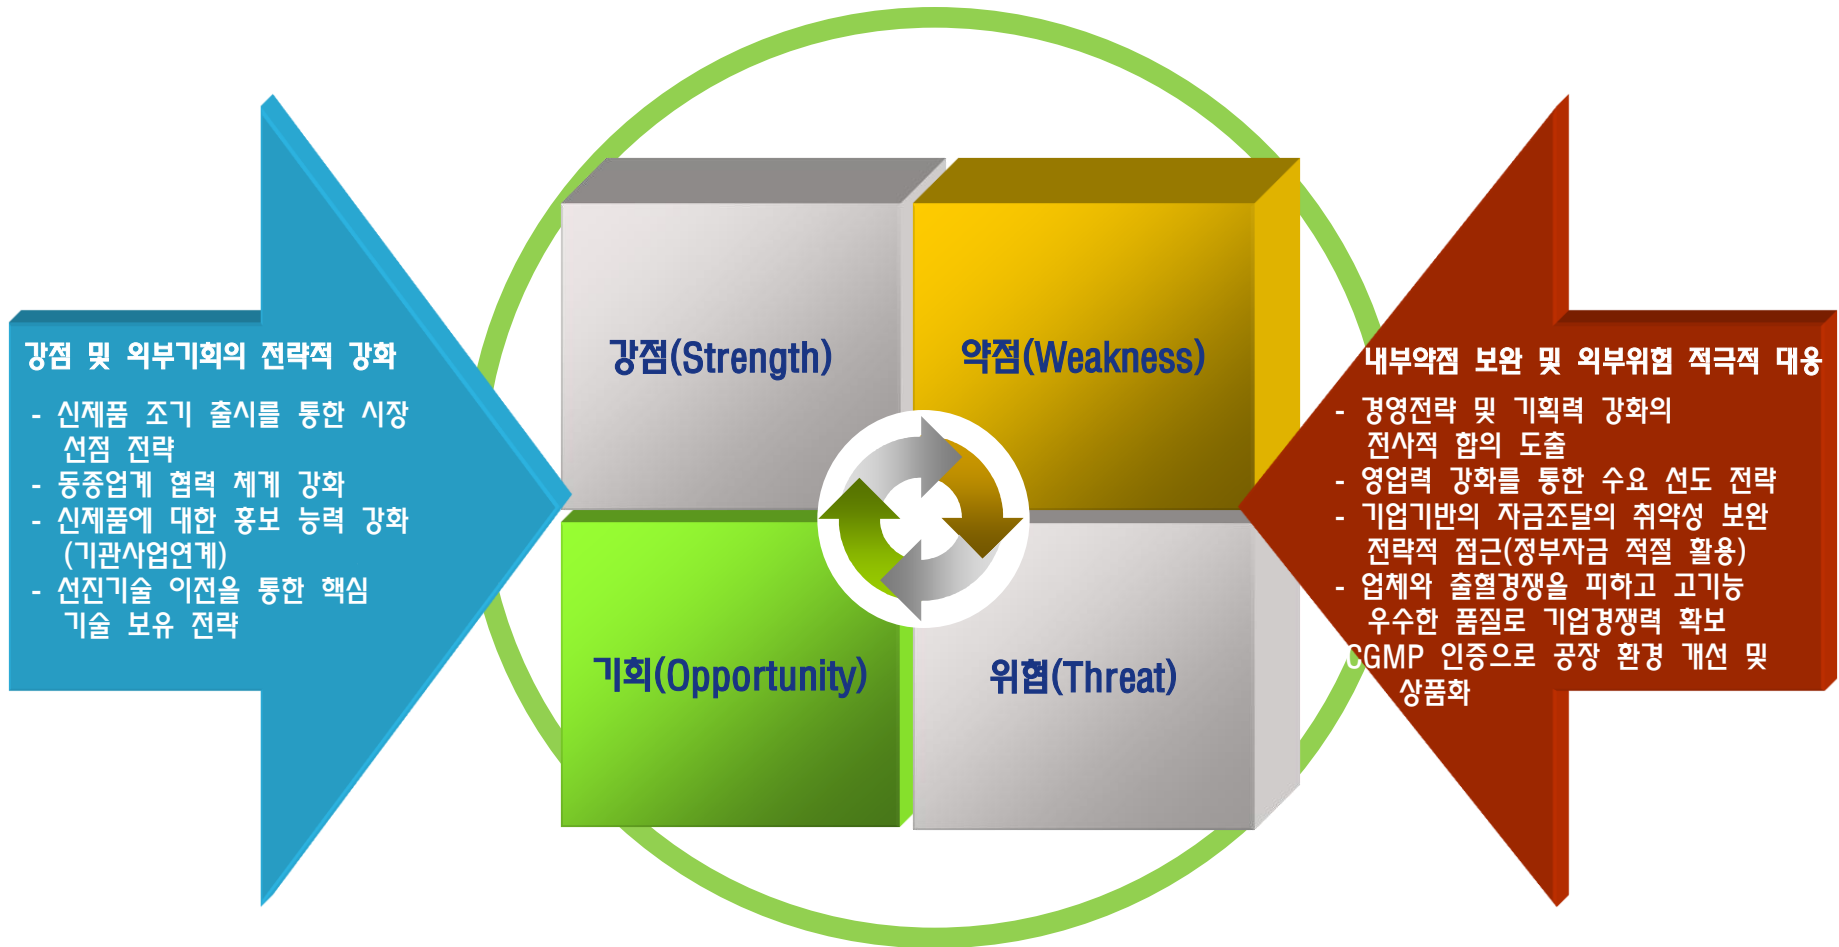 강점 및 외부기회의 전략적 강화
- 신제품 조기 출시를 통한 시장
선점 전략
- 동종업계 협력 체계 강화
- 신제품에 대한 홍보 능력 강화
(기관사업연계)
- 선진기술 이전을 통한 핵심
기술 보유 전략
강점(Strength)
약점(Weakness)
기회(Opportunity)
위협(Threat)
내부약점 보완 및 외부위험 적극적 대응
- 경영전략 및 기획력 강화의
전사적 합의 도출
- 영업력 강화를 통한 수요 선도 전략
- 기업기반의 자금조달의 취약성 보완
전략적 접근(정부자금 적절 활용)
- 업체와 출혈경쟁을 피하고 고기능
우수한 품질로 기업경쟁력 확보
CGMP 인증으로 공장 환경 개선 및
상품화